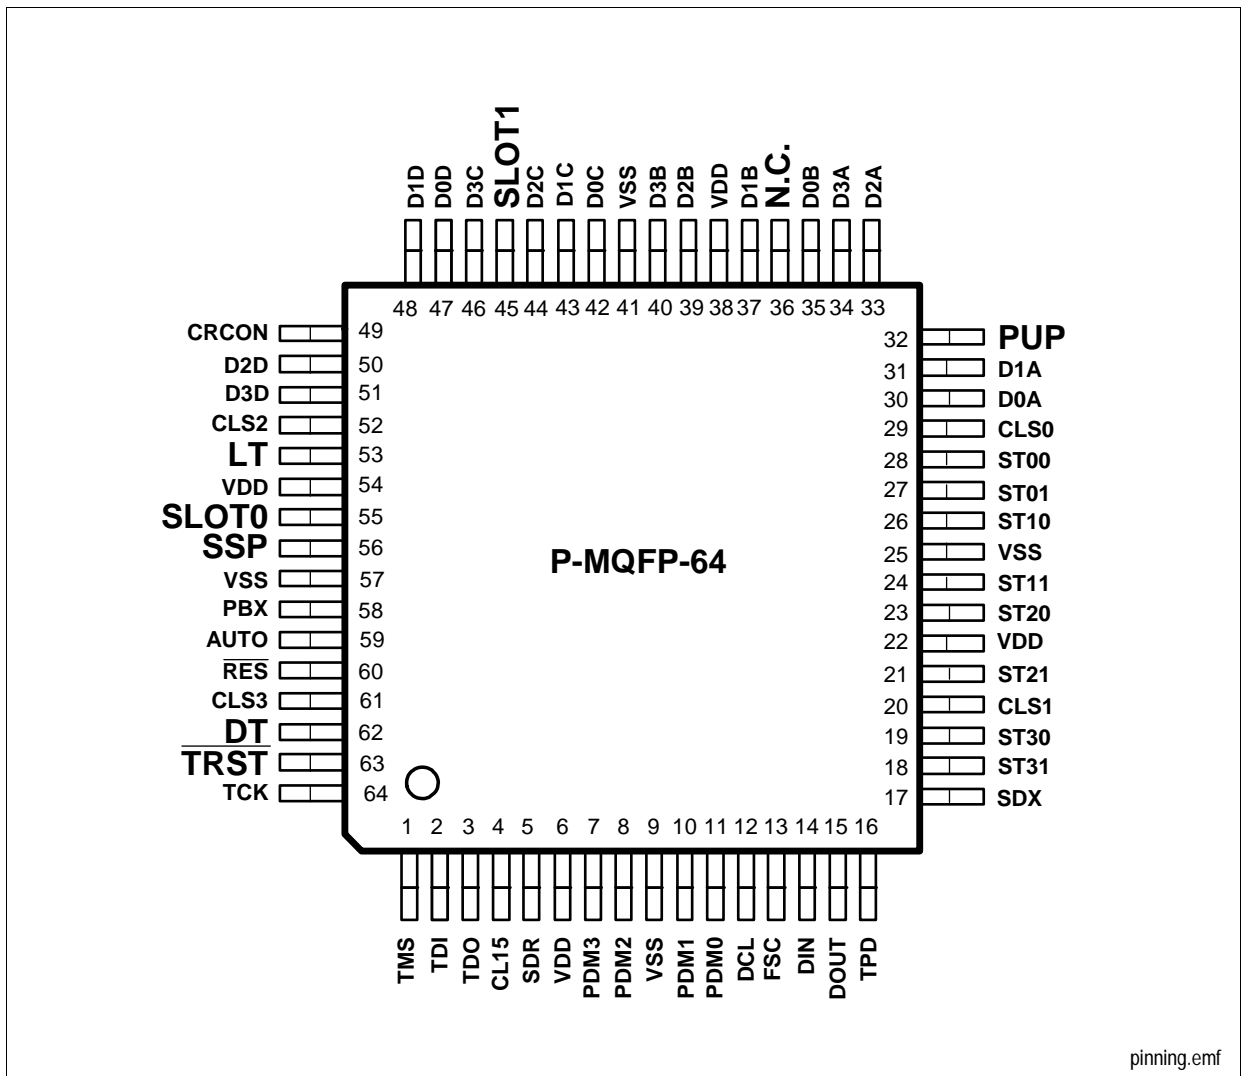 D1D D0D D3C SLOT1 D2C D1C D0C VSS D3B D2B VDD D1B N.C. D0B D3A D2A
48 47 46 45 44 43 42 41 40 39 38 37 36 35 34 33
CRCON 49 32 PUP
D2D 50 31 D1A
D3D 51 30 D0A
CLS2 52 29 CLS0
LT 53 28 ST00
VDD 54 27 ST01
SLOT0 55 26 ST10
SSP 56 P-MQFP-64 25 VSS
VSS 57 24 ST11
PBX 58 23 ST20
AUTO 59 22 VDD
RES 60 21 ST21
CLS3 61 20 CLS1
DT 62 19 ST30
TRST 63 18 ST31
TCK 64 17 SDX
1 2 3 4 5 6 7 8 9 10 11 12 13 14 15 16
TMS TDI TDO CL15 SDR VDD PDM3 PDM2 VSS PDM1 PDM0 DCL FSC DIN DOUT TPD
pinning.emf